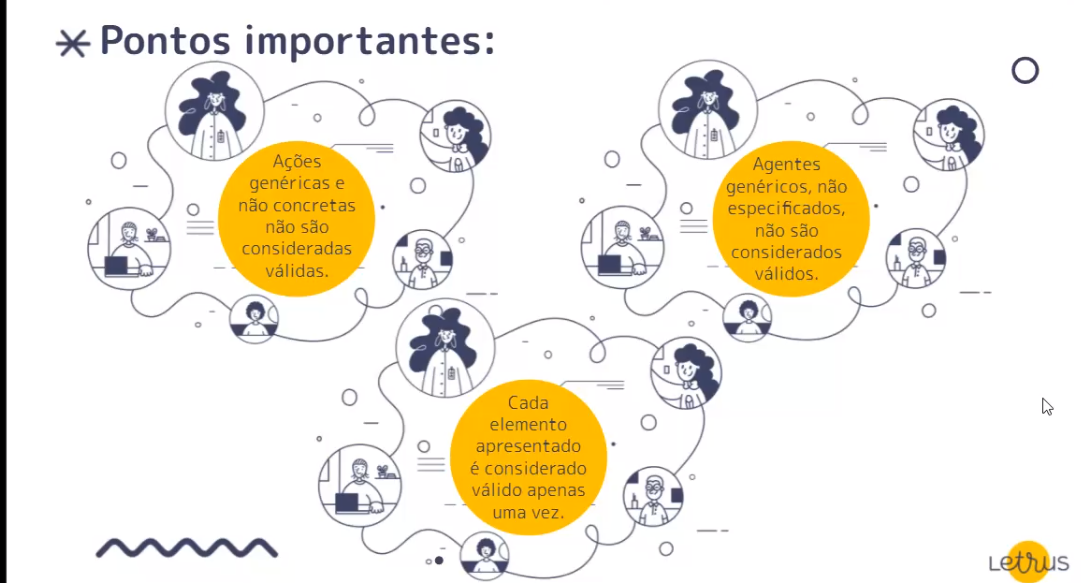 Pontos importantes:
Ações
genéricas e
não concretas
não são
consideradas
válidas.
Agentes
genéricos, não
especificados,
não são
considerados
válidos.
Cada
elemento
apresentado
é considerado
válido apenas
uma vez.
Letrus